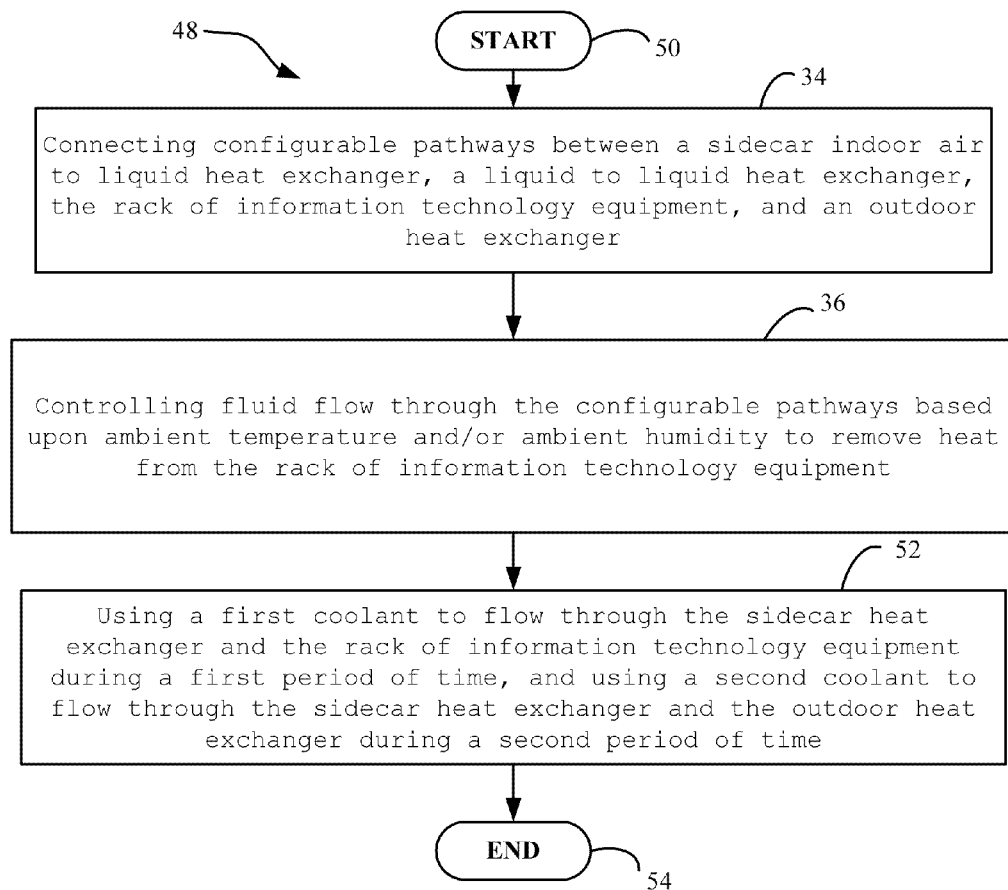 48
START
50
34
Connecting configurable pathways between a sidecar indoor air
to liquid heat exchanger, a liquid to liquid heat exchanger,
the rack of information technology equipment, and an outdoor
heat exchanger
36
Controlling fluid flow through the configurable pathways based
upon ambient temperature and/or ambient humidity to remove heat
from the rack of information technology equipment
52
Using a first coolant to flow through the sidecar heat
exchanger and the rack of information technology equipment
during a first period of time, and using a second coolant to
flow through the sidecar heat exchanger and the outdoor heat
exchanger during a second period of time
END
54